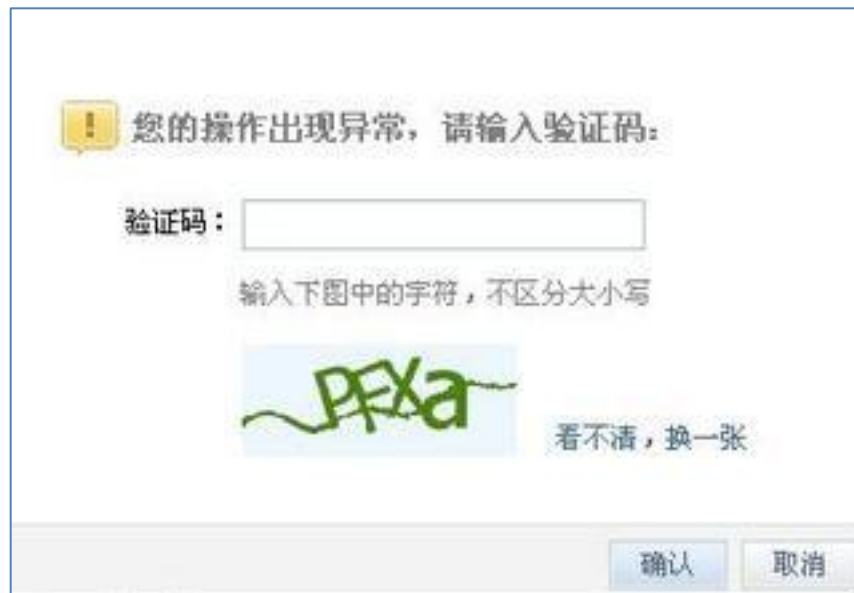 ! 您的操作出现异常，请输入验证码：
验证码：
输入下图中的字符，不区分大小写
PFXa
看不清，换一张
确认 取消